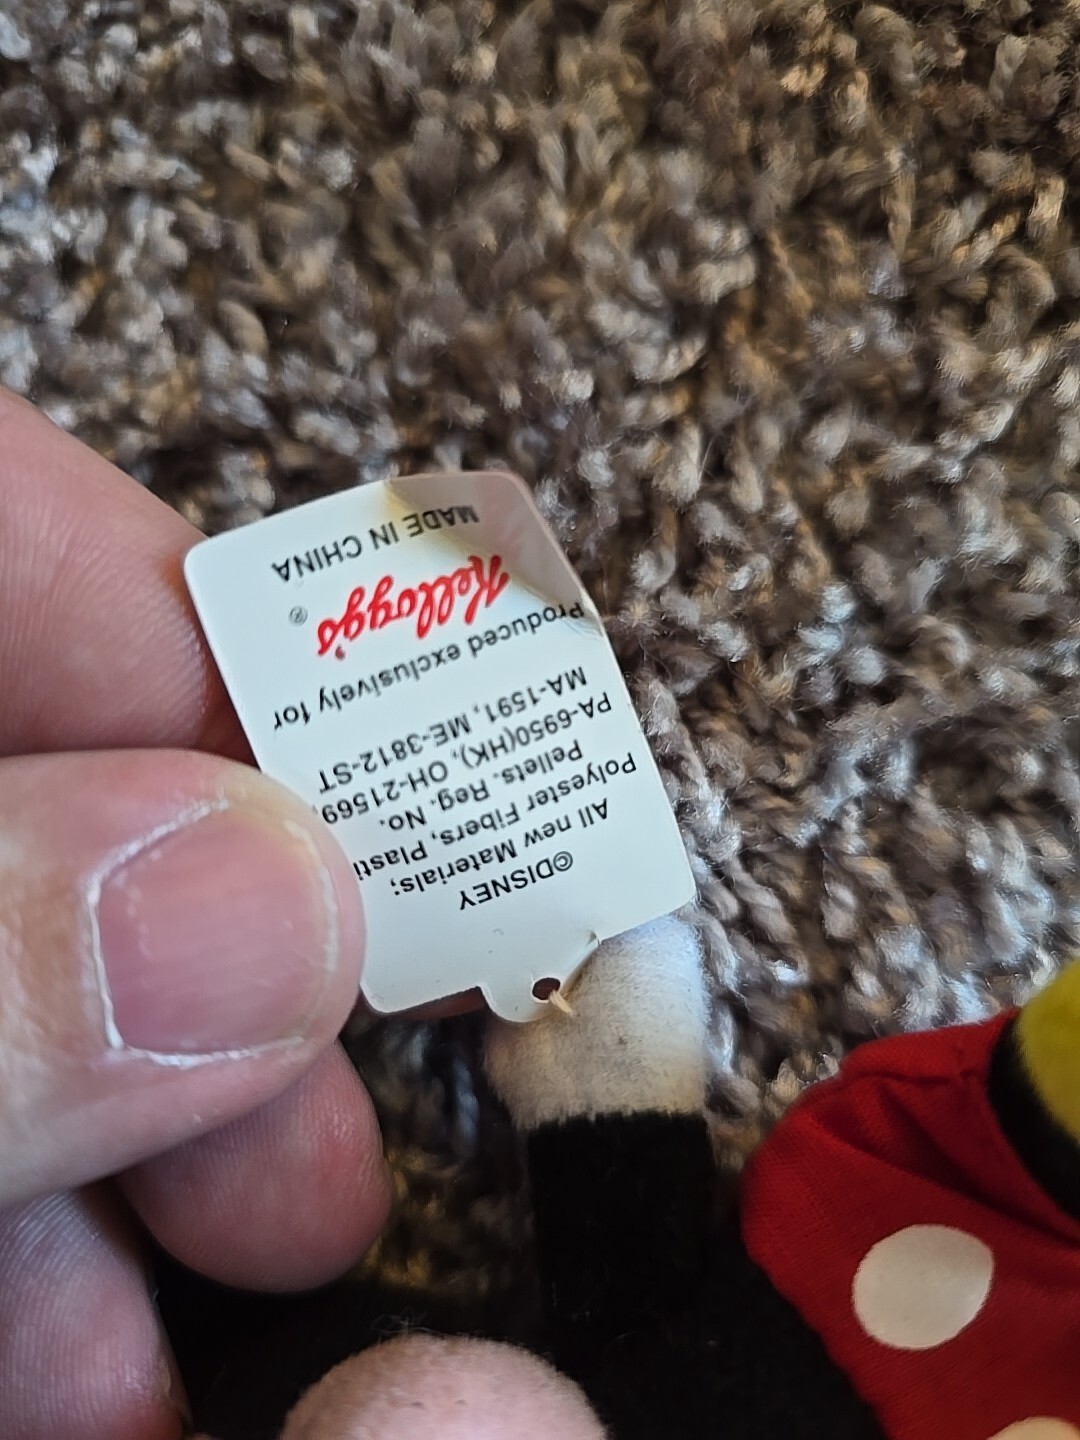 ©DISNEY
All new Materials;
Polyester Fibers, Plasti
Pellets. Reg. No.
PA-6950(HK), OH-21569,
MA-1591, ME-3812-ST
Produced exclusively for
Kellogg's®
MADE IN CHINA